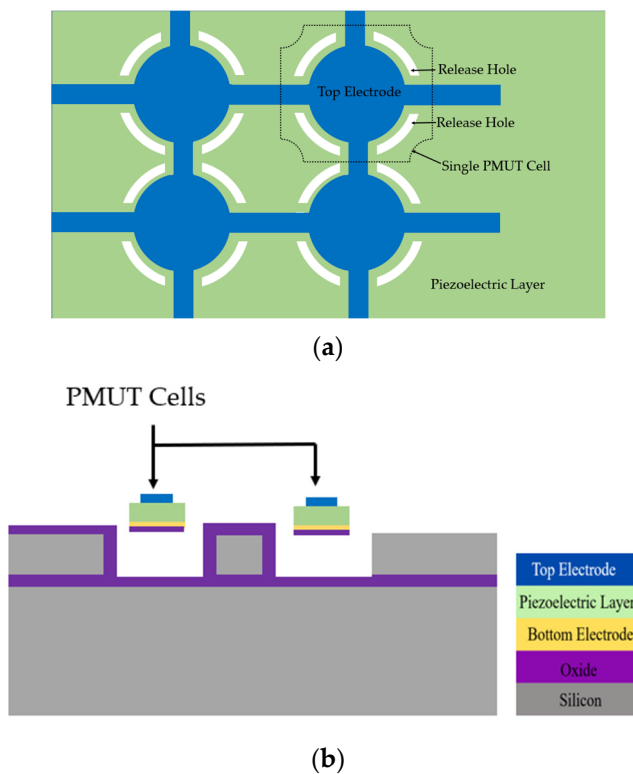 Release Hole
Top Electrode
Release Hole
Single PMUT Cell
Piezoelectric Layer
(a)
PMUT Cells
Top Electrode
Piezoelectric Layer
Bottom Electrode
Oxide
Silicon
(b)